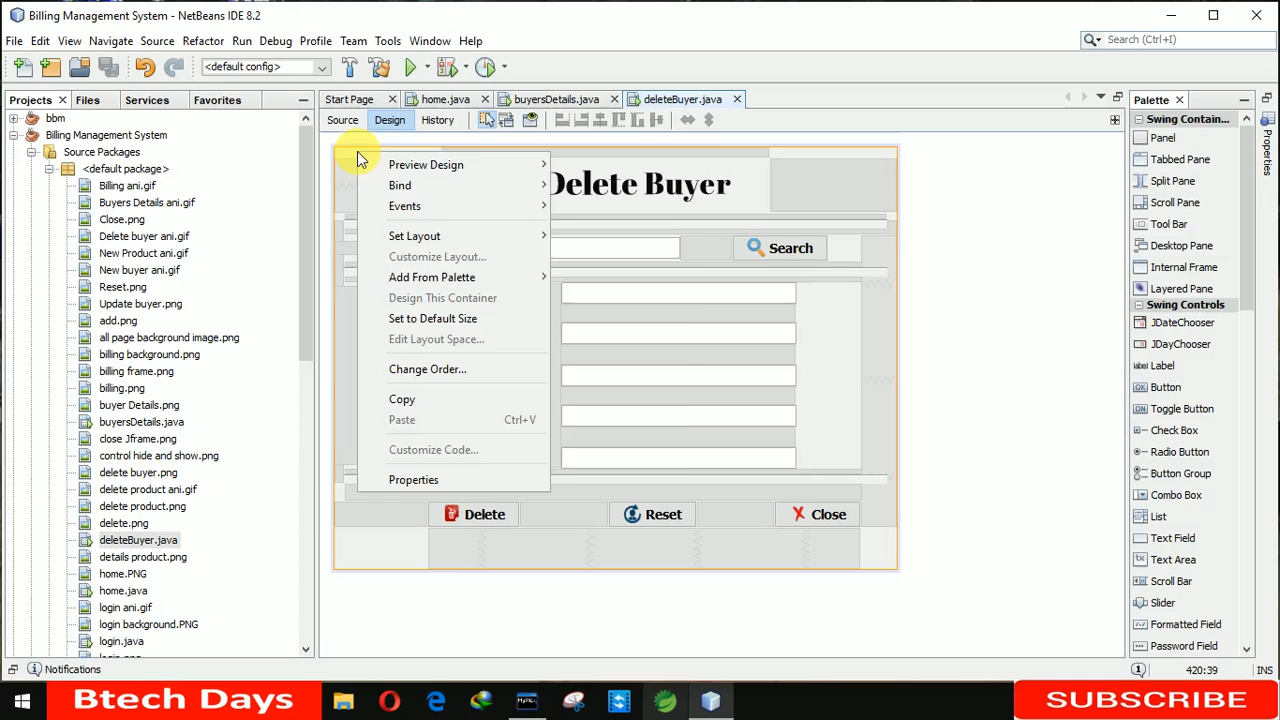 Billing Management System - NetBeans IDE 8.2
File Edit View Navigate Source Refactor Run Debug Profile Team Tools Window Help
Search (Ctrl+I)
<default config>
Projects Files Services Favorites
Start Page home.java buyersDetails.java deleteBuyer.java
Palette
Source Design History
bbm
Billing Management System
Source Packages
<default package>
Billing ani.gif
Buyers Details ani.gif
Close.png
Delete buyer ani.gif
New Product ani.gif
New buyer ani.gif
Reset.png
Update buyer.png
add.png
all page background image.png
billing background.png
billing frame.png
billing.png
buyer Details.png
buyersDetails.java
close Jframe.png
control hide and show.png
delete buyer.png
delete product ani.gif
delete product.png
delete.png
deleteBuyer.java
details product.png
home.PNG
home.java
login ani.gif
login background.PNG
login.java
Preview Design
Bind
Events
Set Layout
Customize Layout...
Add From Palette
Design This Container
Set to Default Size
Edit Layout Space...
Change Order...
Copy
Paste Ctrl+V
Customize Code...
Properties
Delete Buyer
Search
Delete Reset Close
Swing Contain...
Panel
Tabbed Pane
Split Pane
Scroll Pane
Tool Bar
Desktop Pane
Internal Frame
Layered Pane
Swing Controls
JDateChooser
JDayChooser
Label
Button
Toggle Button
Check Box
Radio Button
Button Group
Combo Box
List
Text Field
Text Area
Scroll Bar
Slider
Formatted Field
Password Field
Properties
Notifications
420:39 INS
Btech Days
SUBSCRIBE